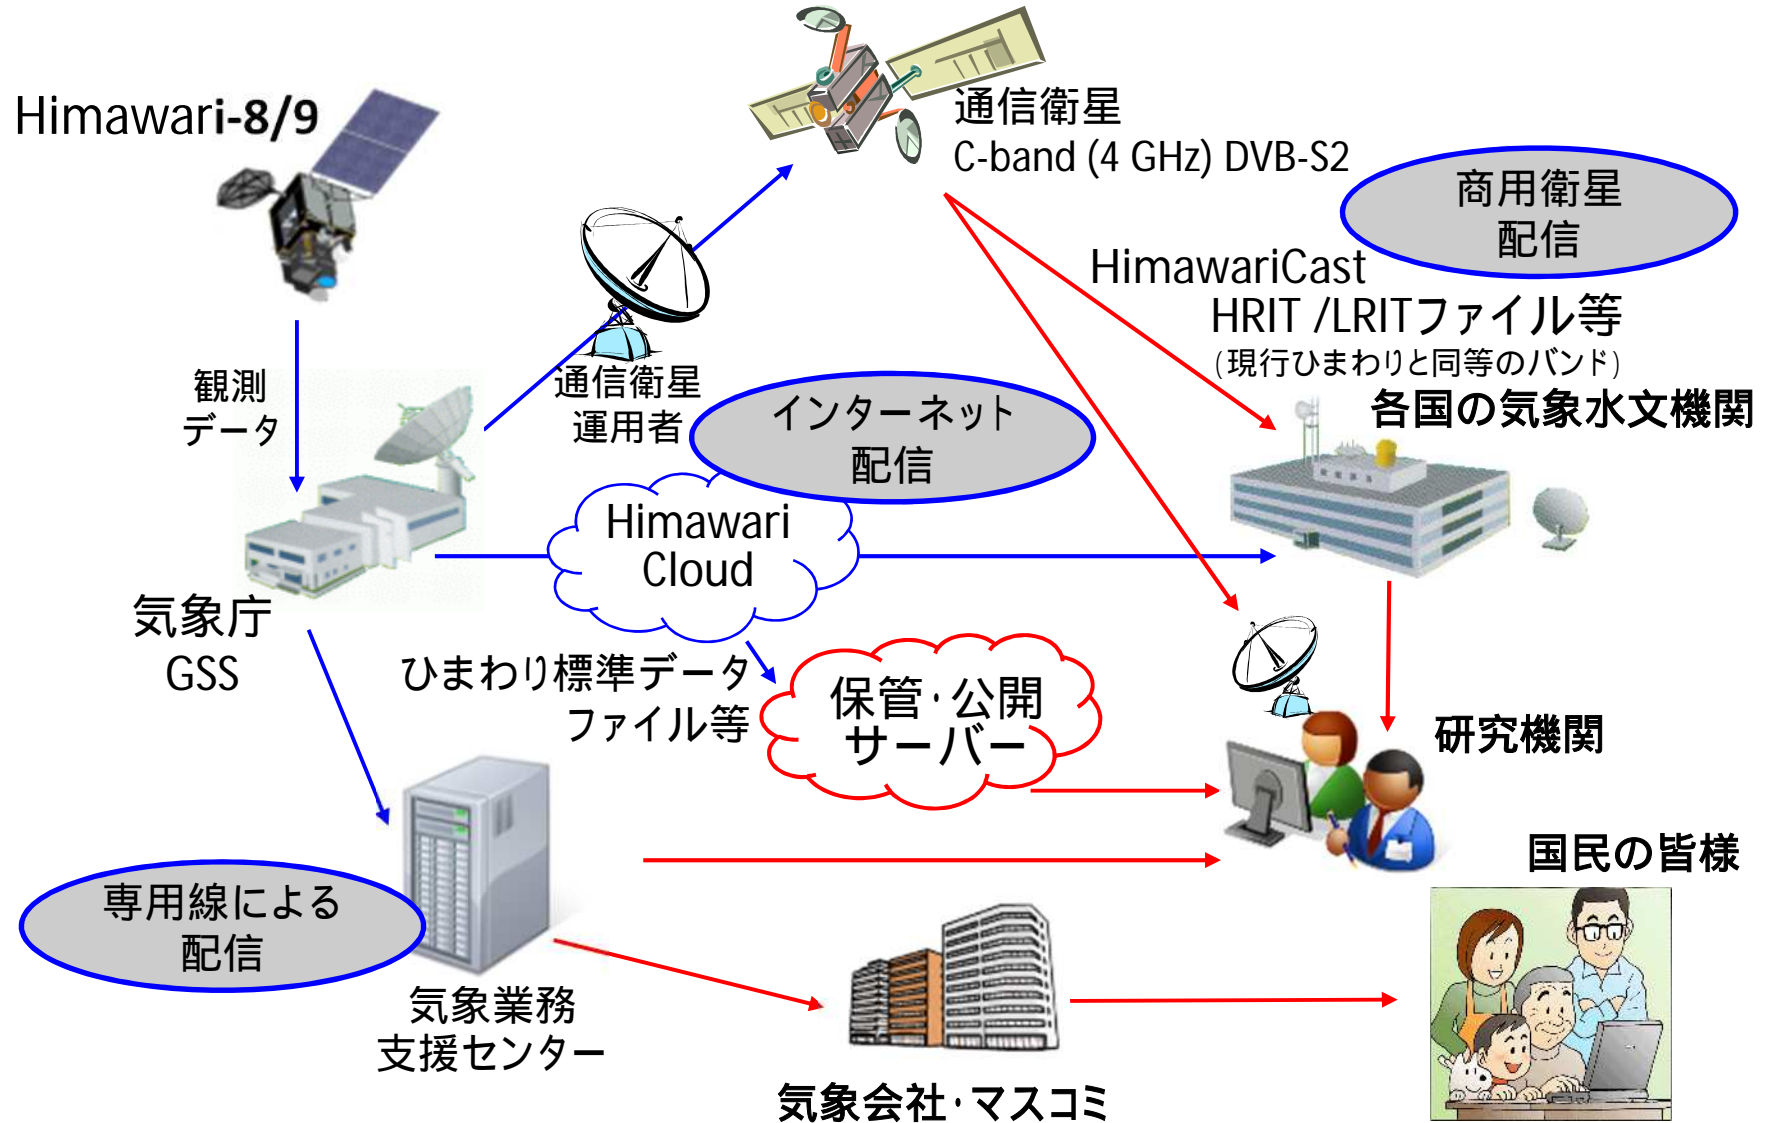 Himawari-8/9
通信衛星
C-band (4 GHz) DVB-S2
商用衛星
配信
HimawariCast
HRIT /LRITファイル等
(現行ひまわりと同等のバンド)
各国の気象水文機関
観測
データ
通信衛星
運用者
インターネット
配信
Himawari
Cloud
気象庁
GSS
ひまわり標準データ
ファイル等
保管·公開
サーバー
研究機関
国民の皆様
専用線による
配信
気象業務
支援センター
気象会社·マスコミ